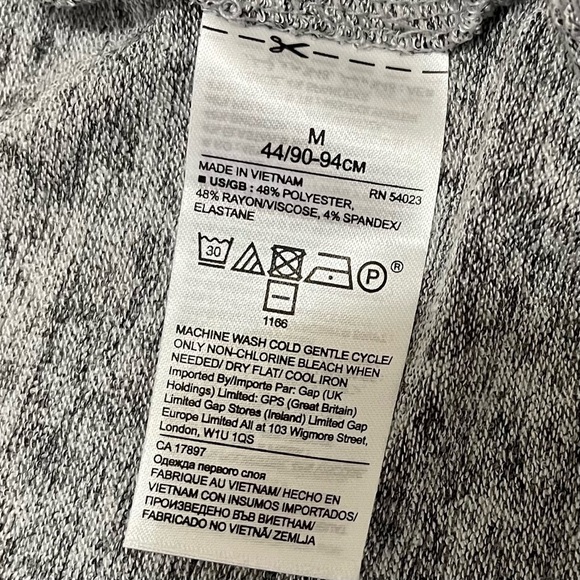 M
44/90-94CM
MADE IN VIETNAM RN 54023
■ US/GB : 48% POLYESTER,
48% RAYON/VISCOSE, 4% SPANDEX/
ELASTANE
30 P ®
1166
MACHINE WASH COLD GENTLE CYCLE/
ONLY NON-CHLORINE BLEACH WHEN
NEEDED/ DRY FLAT/ COOL IRON
Imported By/Importe Par: Gap (UK
Holdings) Limited: GPS (Great Britain)
Limited Gap Stores (Ireland) Limited Gap
Europe Limited All at 103 Wigmore Street,
London, W1U 1QS
CA 17897
Одежда первого слоя
FABRIQUE AU VIETNAM/ HECHO EN
VIETNAM CON INSUMOS IMPORTADOS/
ПРОИЗВЕДЕНО ВЪВ ВИЕТНАМ/
FABRICADO NO VIETNÃ/ ZEMLJA